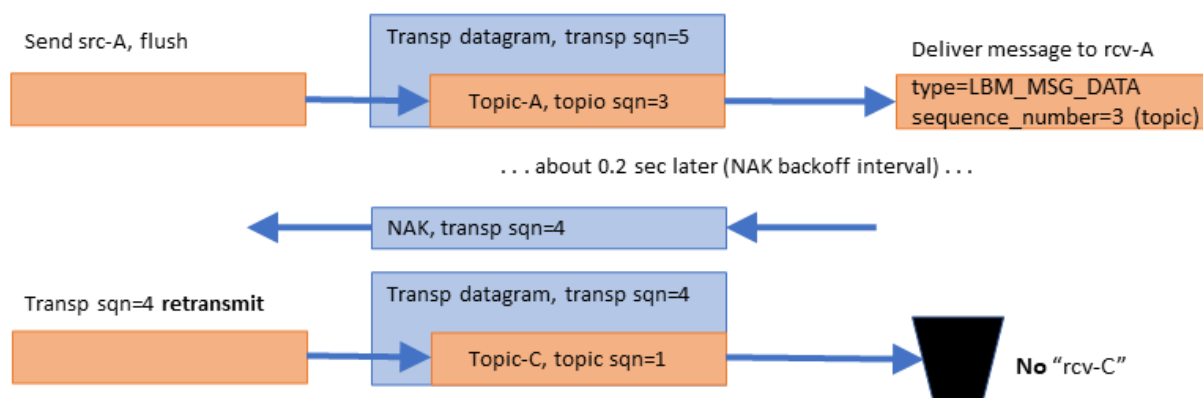 Send src-A, flush
Transp datagram, transp sqn=5
Deliver message to rcv-A
Topic-A, topio sqn=3
type=LBM_MSG_DATA
sequence_number=3 (topic)
. . . about 0.2 sec later (NAK backoff interval) . . .
NAK, transp sqn=4
Transp sqn=4 retransmit
Transp datagram, transp sqn=4
Topic-C, topic sqn=1
No “rcv-C”